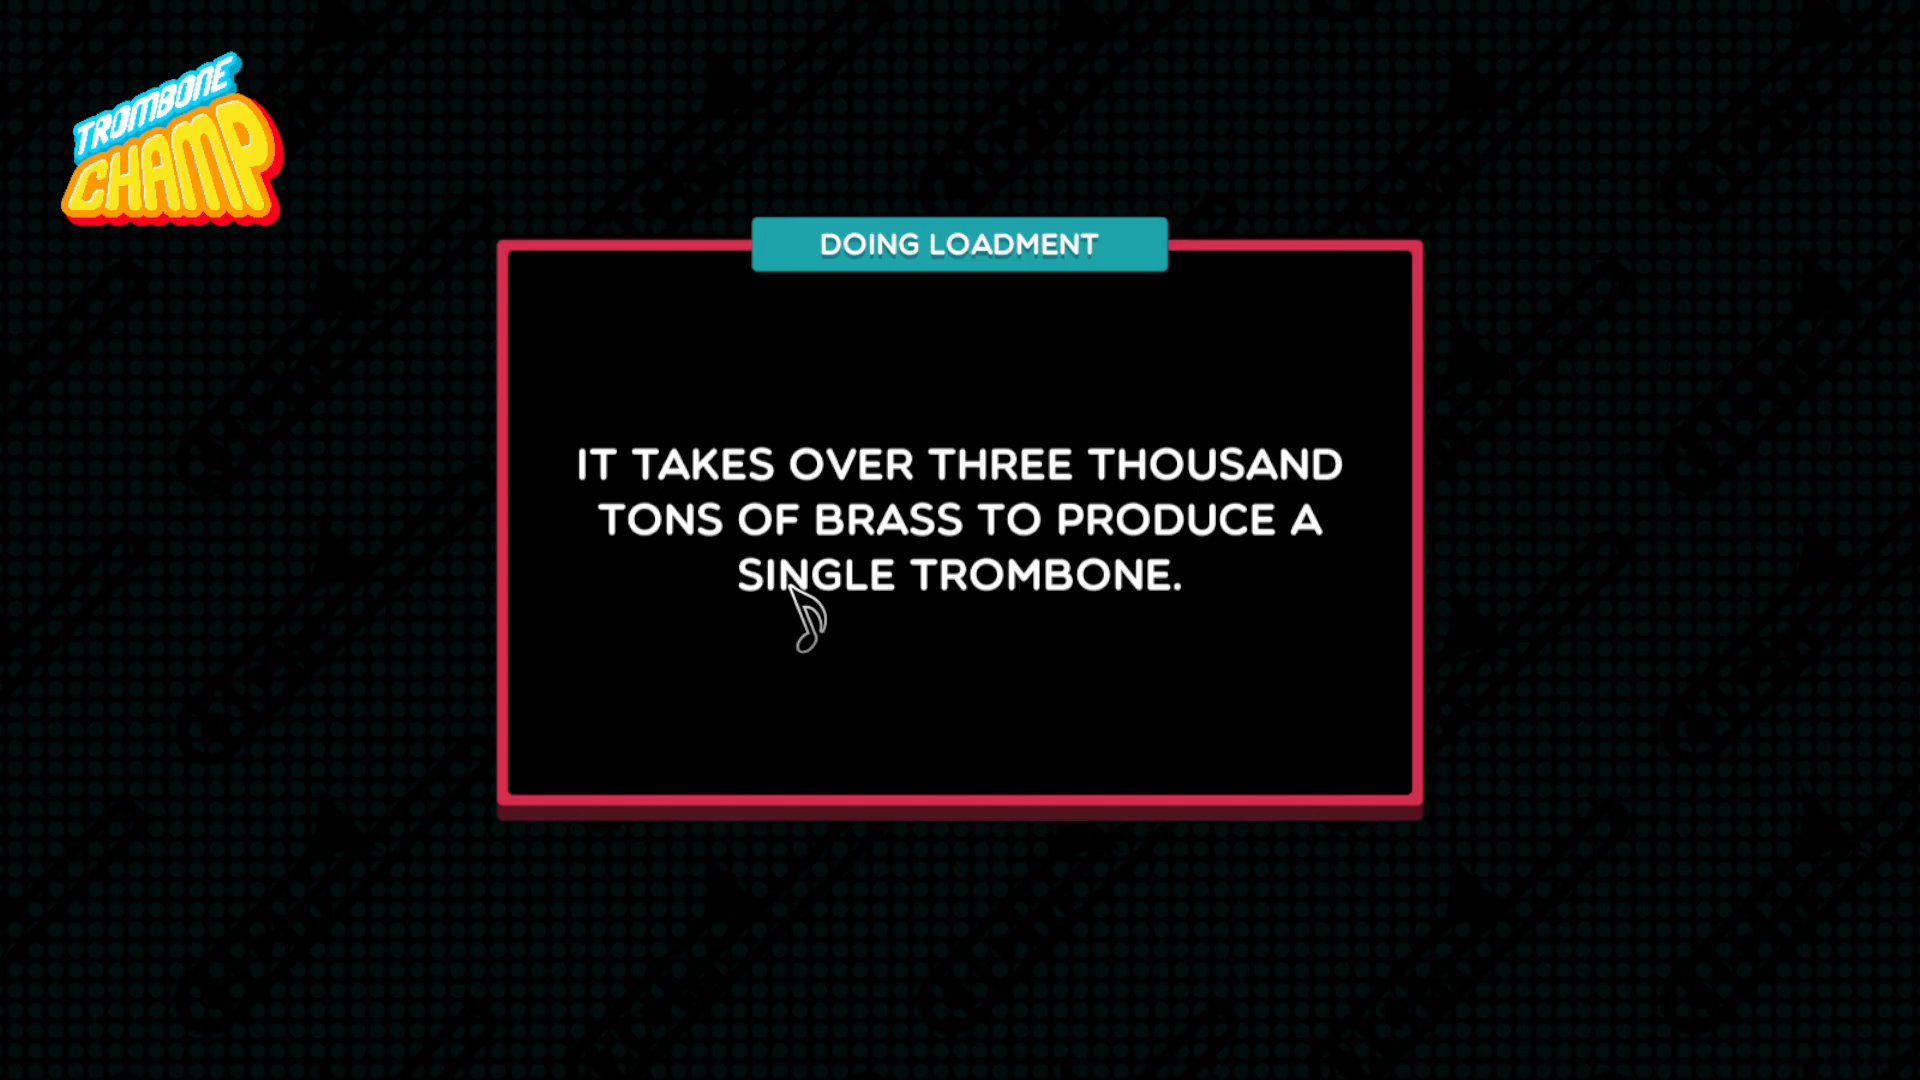 TROMBONE
CHAMP
DOING LOADMENT
IT TAKES OVER THREE THOUSAND
TONS OF BRASS TO PRODUCE A
SINGLE TROMBONE.